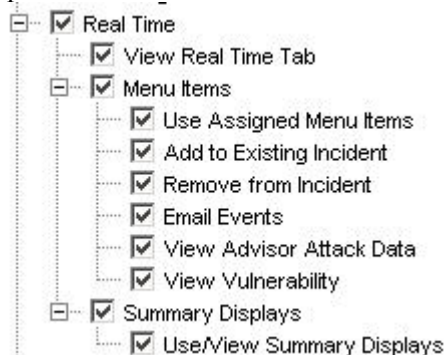 Real Time
View Real Time Tab
Menu Items
Use Assigned Menu Items
Add to Existing Incident
Remove from Incident
Email Events
View Advisor Attack Data
View Vulnerability
Summary Displays
Use/View Summary Displays